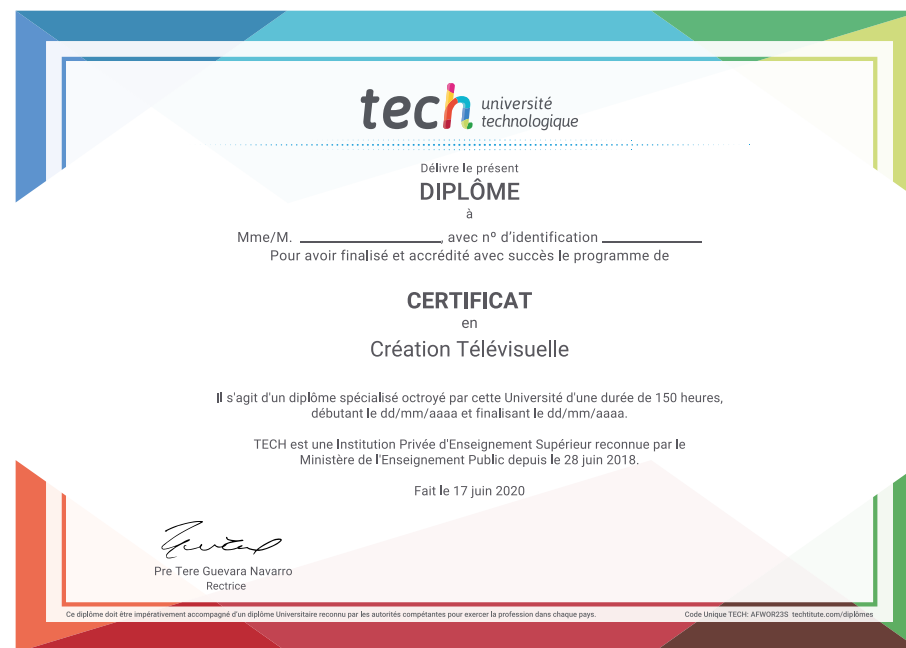 tech université
technologique
Délivre le présent
DIPLÔME
à
Mme/M. ____________, avec nº d'identification ____________
Pour avoir finalisé et accrédité avec succès le programme de
CERTIFICAT
en
Création Télévisuelle
Il s'agit d'un diplôme spécialisé octroyé par cette Université d'une durée de 150 heures,
débutant le dd/mm/aaaa et finalisant le dd/mm/aaaa.
TECH est une Institution Privée d'Enseignement Supérieur reconnue par le
Ministère de l'Enseignement Public depuis le 28 juin 2018.
Fait le 17 juin 2020
Pre Tere Guevara Navarro
Rectrice
Ce diplôme doit être impérativement accompagné d'un diplôme Universitaire reconnu par les autorités compétantes pour exercer la profession dans chaque pays. Code Unique TECH: AFWOR23S techtitute.com/diplômes